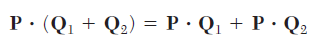 P · (Q₁ + Q₂) = P · Q₁ + P · Q₂